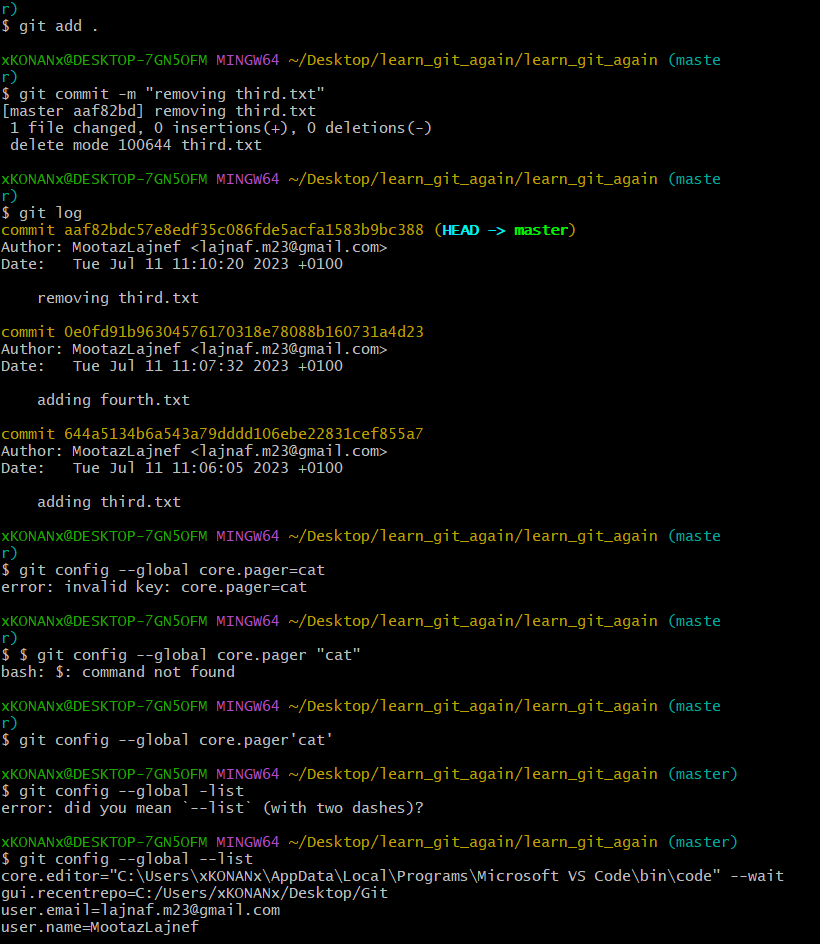 r)
$ git add .
xKONANx@DESKTOP-7GN5OFM MINGW64 ~/Desktop/learn_git_again/learn_git_again (maste
r)
$ git commit -m "removing third.txt"
[master aaf82bd] removing third.txt
 1 file changed, 0 insertions(+), 0 deletions(-)
 delete mode 100644 third.txt
xKONANx@DESKTOP-7GN5OFM MINGW64 ~/Desktop/learn_git_again/learn_git_again (maste
r)
$ git log
commit aaf82bdc57e8edf35c086fde5acfa1583b9bc388 (HEAD -> master)
Author: MootazLajnef <lajnaf.m23@gmail.com>
Date:   Tue Jul 11 11:10:20 2023 +0100
    removing third.txt
commit 0e0fd91b96304576170318e78088b160731a4d23
Author: MootazLajnef <lajnaf.m23@gmail.com>
Date:   Tue Jul 11 11:07:32 2023 +0100
    adding fourth.txt
commit 644a5134b6a543a79dddd106ebe22831cef855a7
Author: MootazLajnef <lajnaf.m23@gmail.com>
Date:   Tue Jul 11 11:06:05 2023 +0100
    adding third.txt
xKONANx@DESKTOP-7GN5OFM MINGW64 ~/Desktop/learn_git_again/learn_git_again (maste
r)
$ git config --global core.pager=cat
error: invalid key: core.pager=cat
xKONANx@DESKTOP-7GN5OFM MINGW64 ~/Desktop/learn_git_again/learn_git_again (maste
r)
$ $ git config --global core.pager "cat"
bash: $: command not found
xKONANx@DESKTOP-7GN5OFM MINGW64 ~/Desktop/learn_git_again/learn_git_again (maste
r)
$ git config --global core.pager'cat'
xKONANx@DESKTOP-7GN5OFM MINGW64 ~/Desktop/learn_git_again/learn_git_again (master)
$ git config --global -list
error: did you mean `--list` (with two dashes)?
xKONANx@DESKTOP-7GN5OFM MINGW64 ~/Desktop/learn_git_again/learn_git_again (master)
$ git config --global --list
core.editor="C:\Users\xKONANx\AppData\Local\Programs\Microsoft VS Code\bin\code" --wait
gui.recentrepo=C:/Users/xKONANx/Desktop/Git
user.email=lajnaf.m23@gmail.com
user.name=MootazLajnef